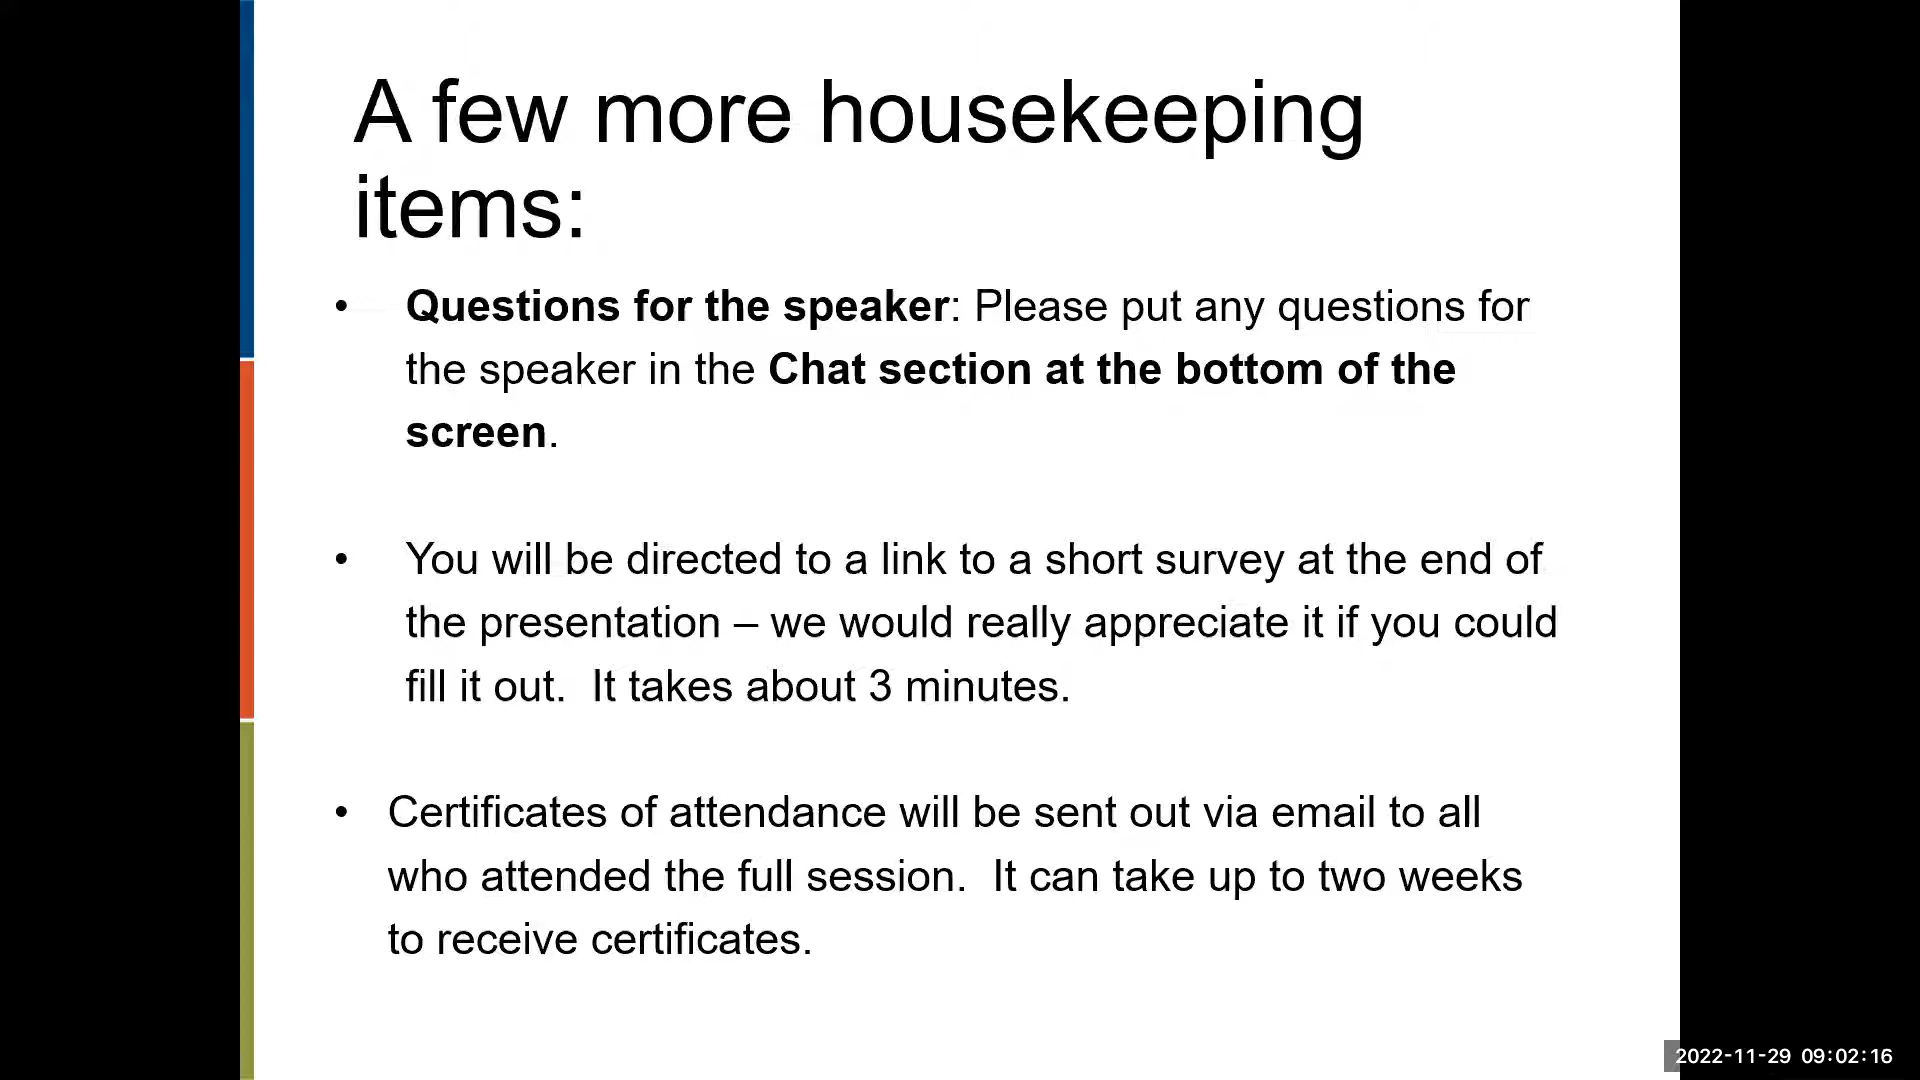 A few more housekeeping
items:
• Questions for the speaker: Please put any questions for
the speaker in the Chat section at the bottom of the
screen.
• You will be directed to a link to a short survey at the end of
the presentation – we would really appreciate it if you could
fill it out.  It takes about 3 minutes.
• Certificates of attendance will be sent out via email to all
who attended the full session.  It can take up to two weeks
to receive certificates.
2022-11-29 09:02:16